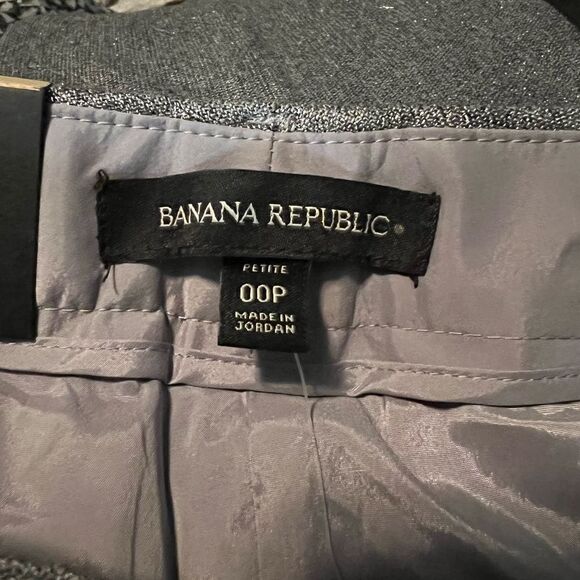 BANANA REPUBLIC
PETITE
00P
MADE IN
JORDAN